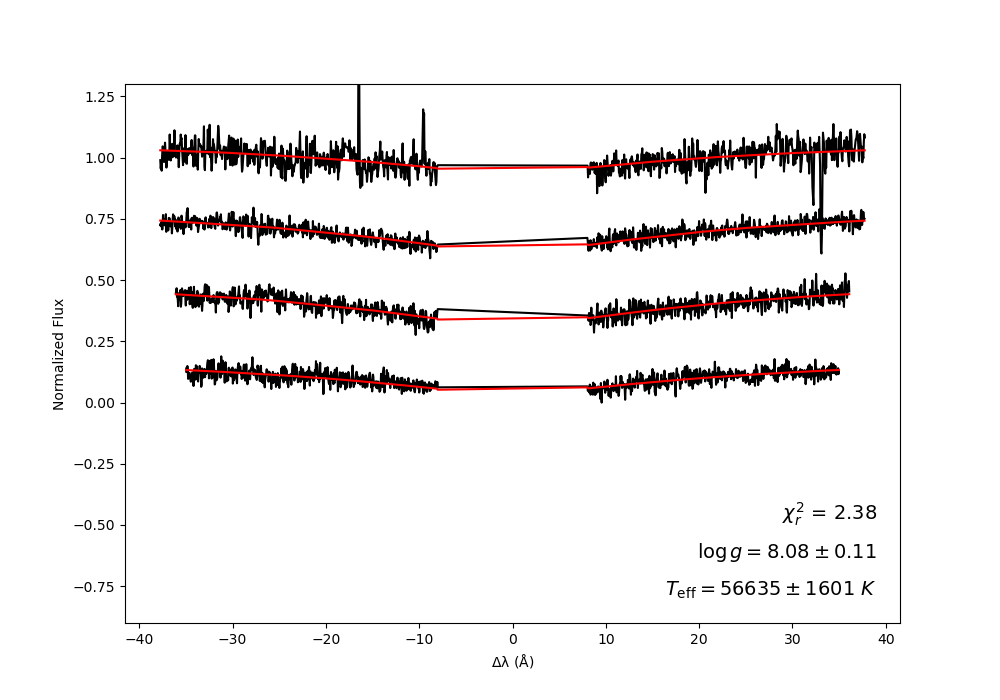 1.25
1.00
0.75
0.50
0.25
0.00
−0.25
−0.50
−0.75
Normalized Flux
χ²ᵣ = 2.38
log g = 8.08 ± 0.11
T_eff = 56635 ± 1601 K
−40 −30 −20 −10 0 10 20 30 40
Δλ (Å)